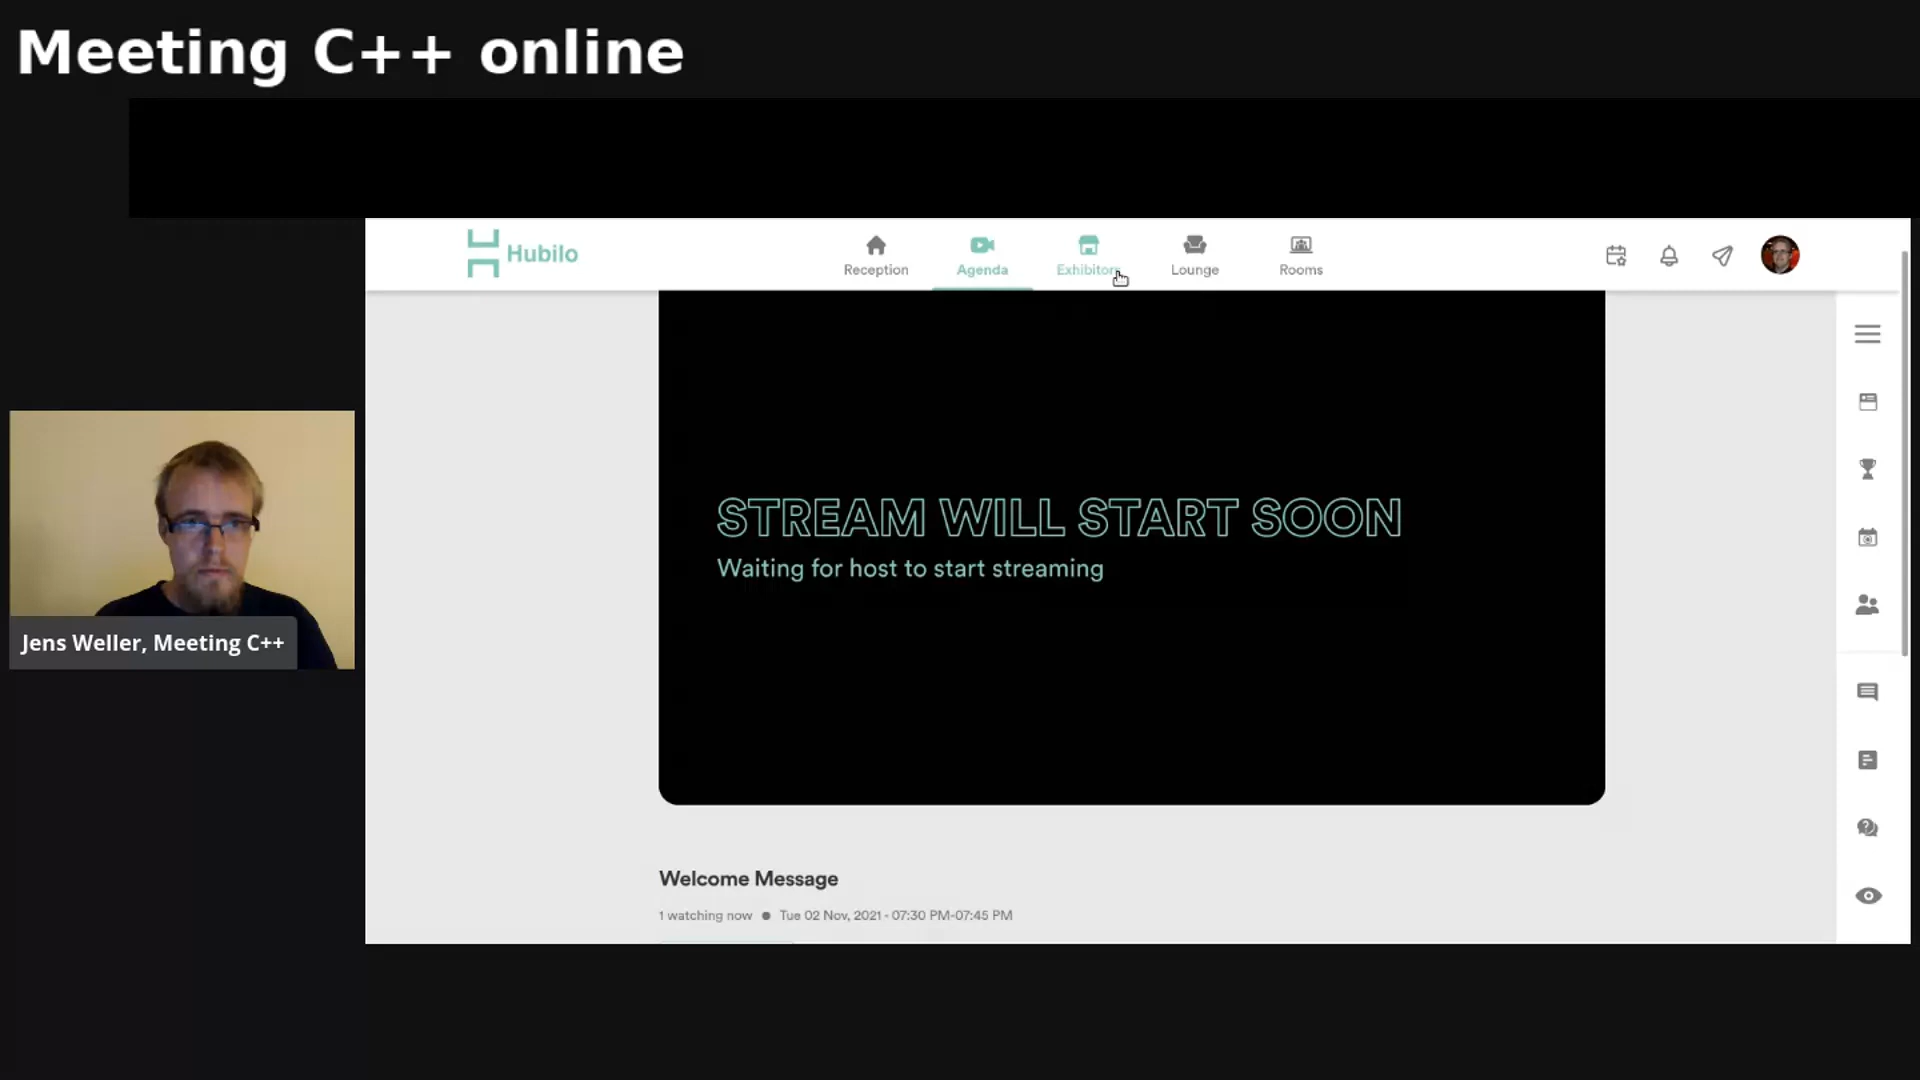 Meeting C++ online
Hubilo
Reception
Agenda
Exhibitors
Lounge
Rooms
STREAM WILL START SOON
Waiting for host to start streaming
Jens Weller, Meeting C++
Welcome Message
1 watching now ● Tue 02 Nov, 2021 - 07:30 PM-07:45 PM